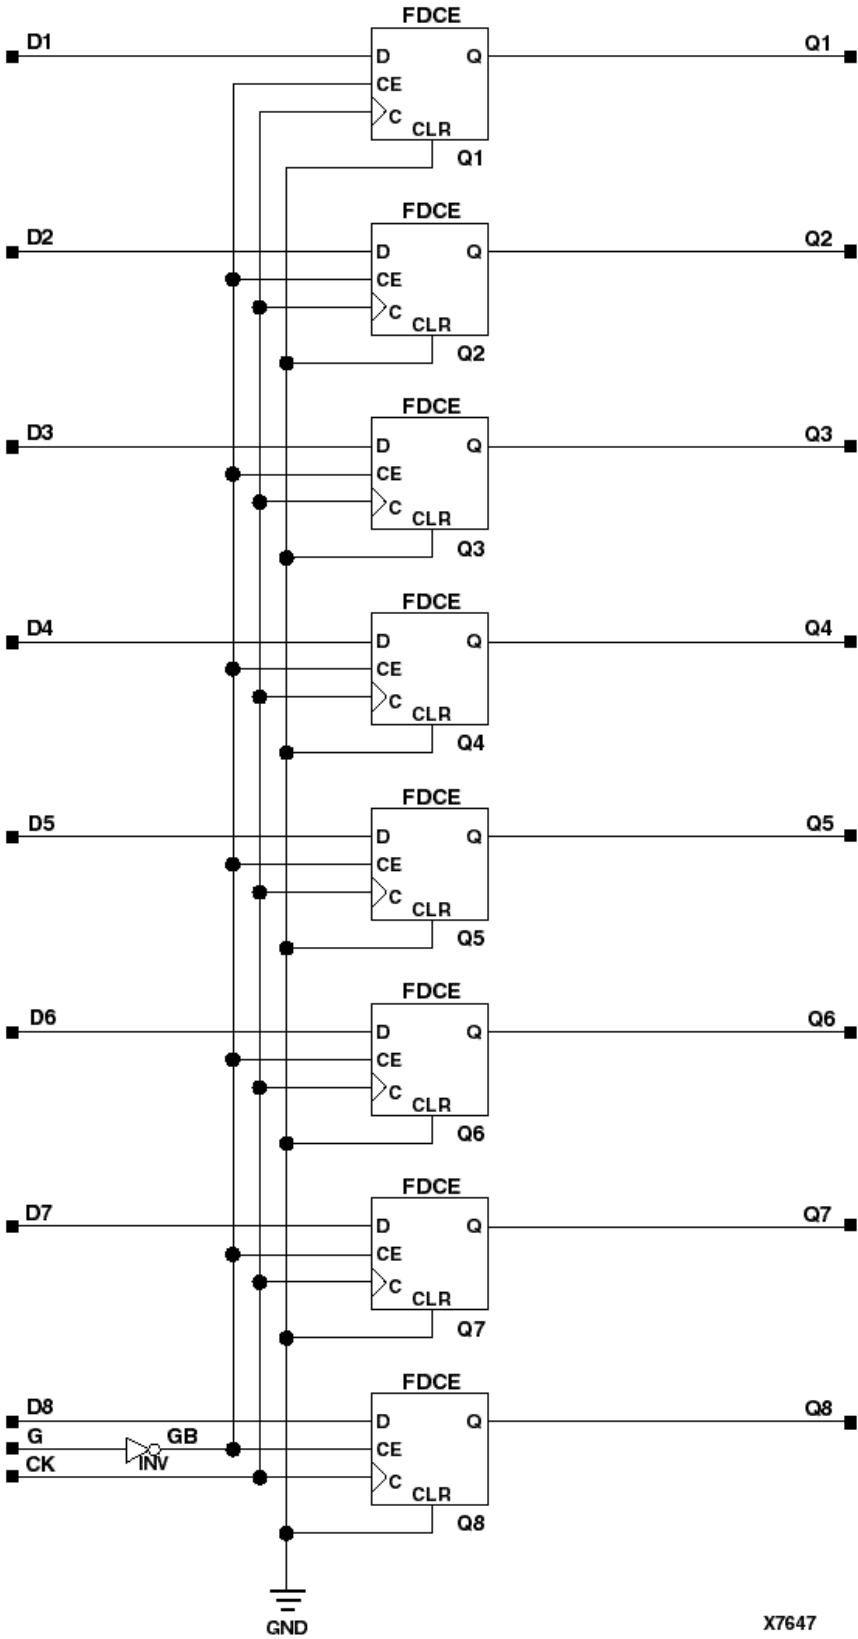 FDCE
D1 Q1
D Q
CE
C
CLR
Q1
FDCE
D2 Q2
D Q
CE
C
CLR
Q2
FDCE
D3 Q3
D Q
CE
C
CLR
Q3
FDCE
D4 Q4
D Q
CE
C
CLR
Q4
FDCE
D5 Q5
D Q
CE
C
CLR
Q5
FDCE
D6 Q6
D Q
CE
C
CLR
Q6
FDCE
D7 Q7
D Q
CE
C
CLR
Q7
FDCE
D8 Q8
D Q
G GB CE
INV
CK C
CLR
Q8
GND
X7647